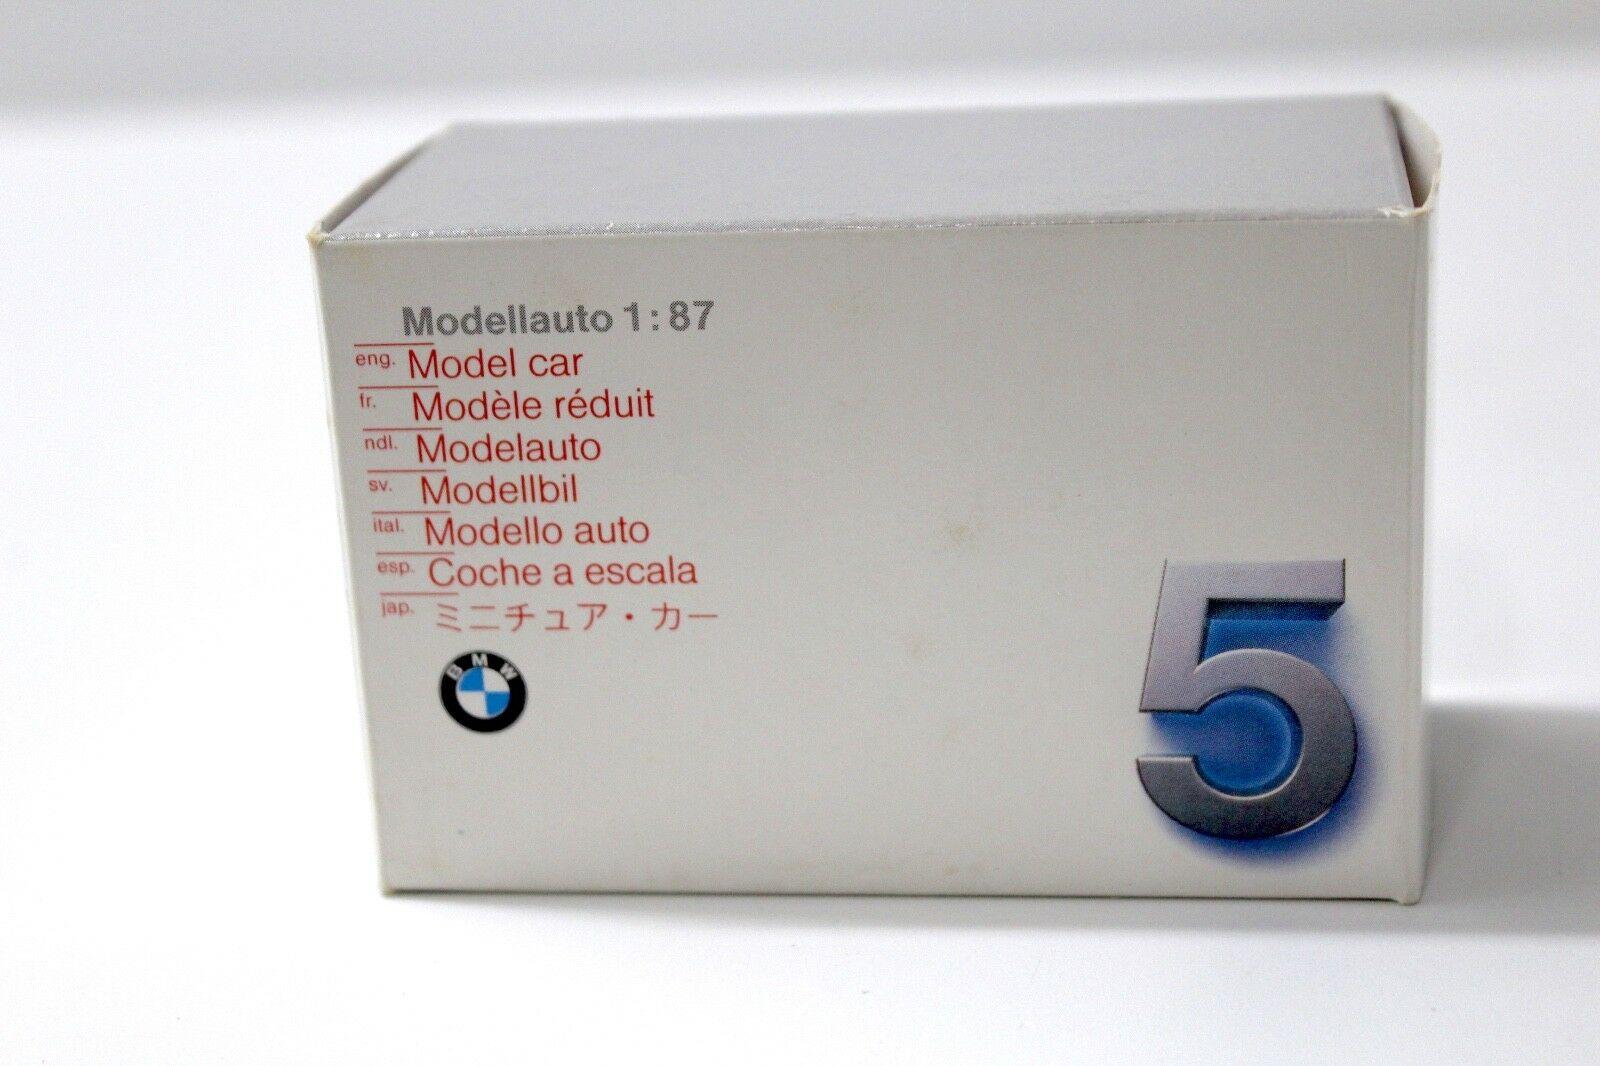 Modellauto 1:87
eng. Model car
fr. Modèle réduit
ndl. Modelauto
sv. Modellbil
ital. Modello auto
esp. Coche a escala
jap. ミニチュア・カー
BMW
5